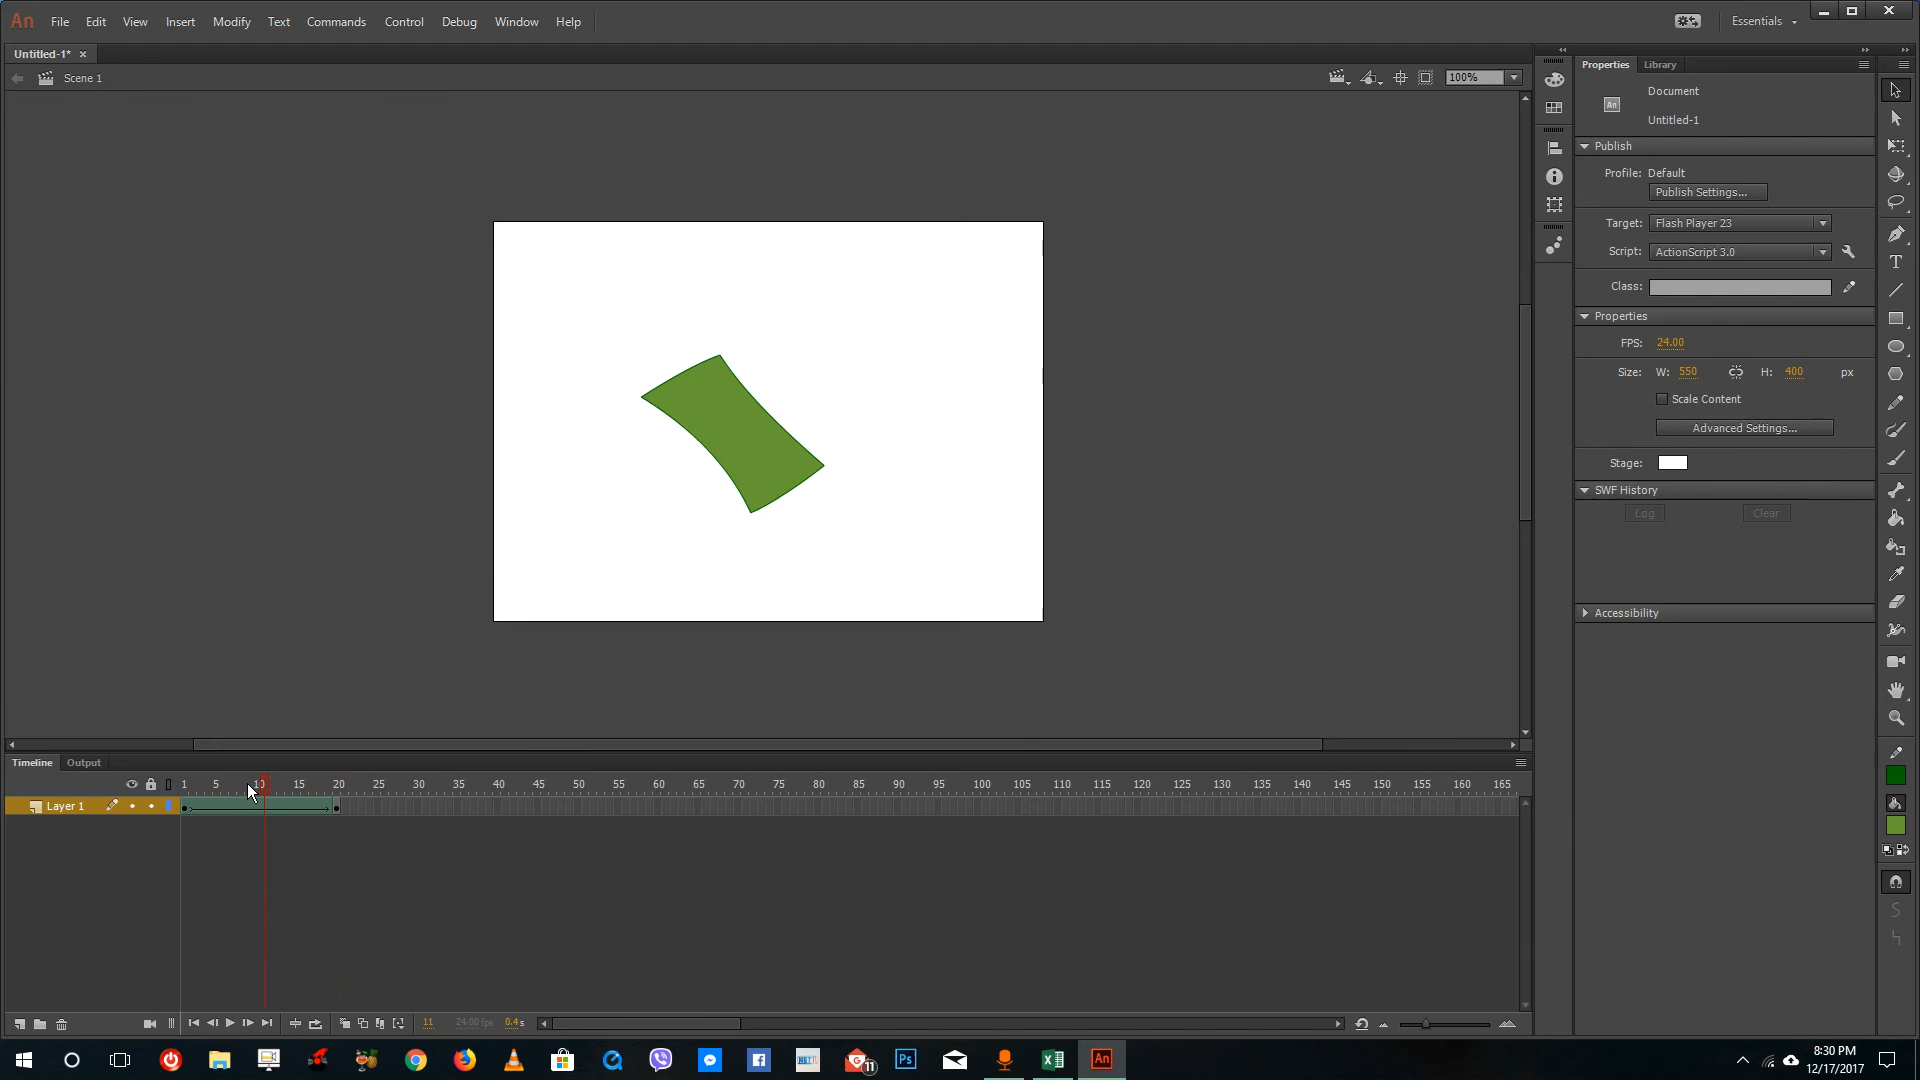 An File Edit View Insert Modify Text Commands Control Debug Window Help Essentials
Untitled-1* ×
Scene 1 100%
Properties Library
Document
An
Untitled-1
Publish
Profile: Default
Publish Settings...
Target: Flash Player 23
Script: ActionScript 3.0
Class:
Properties
FPS: 24.00
Size: W: 550 H: 400 px
Scale Content
Advanced Settings...
Stage:
SWF History
Log Clear
Accessibility
Timeline Output
1 5 10 15 20 25 30 35 40 45 50 55 60 65 70 75 80 85 90 95 100 105 110 115 120 125 130 135 140 145 150 155 160 165
Layer 1
11 24.00 fps 0.4 s
11 Ps An
8:30 PM
12/17/2017